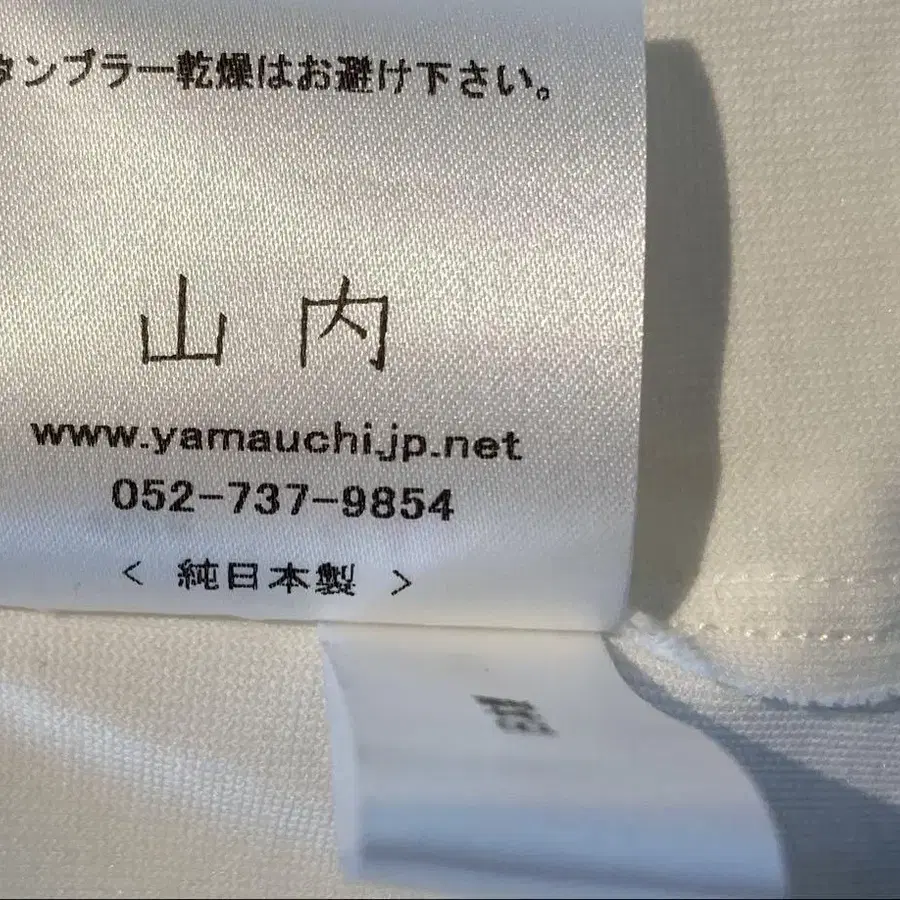 タンブラー乾燥はお避け下さい。
山内
www.yamauchi.jp.net
052-737-9854
< 純日本製 >